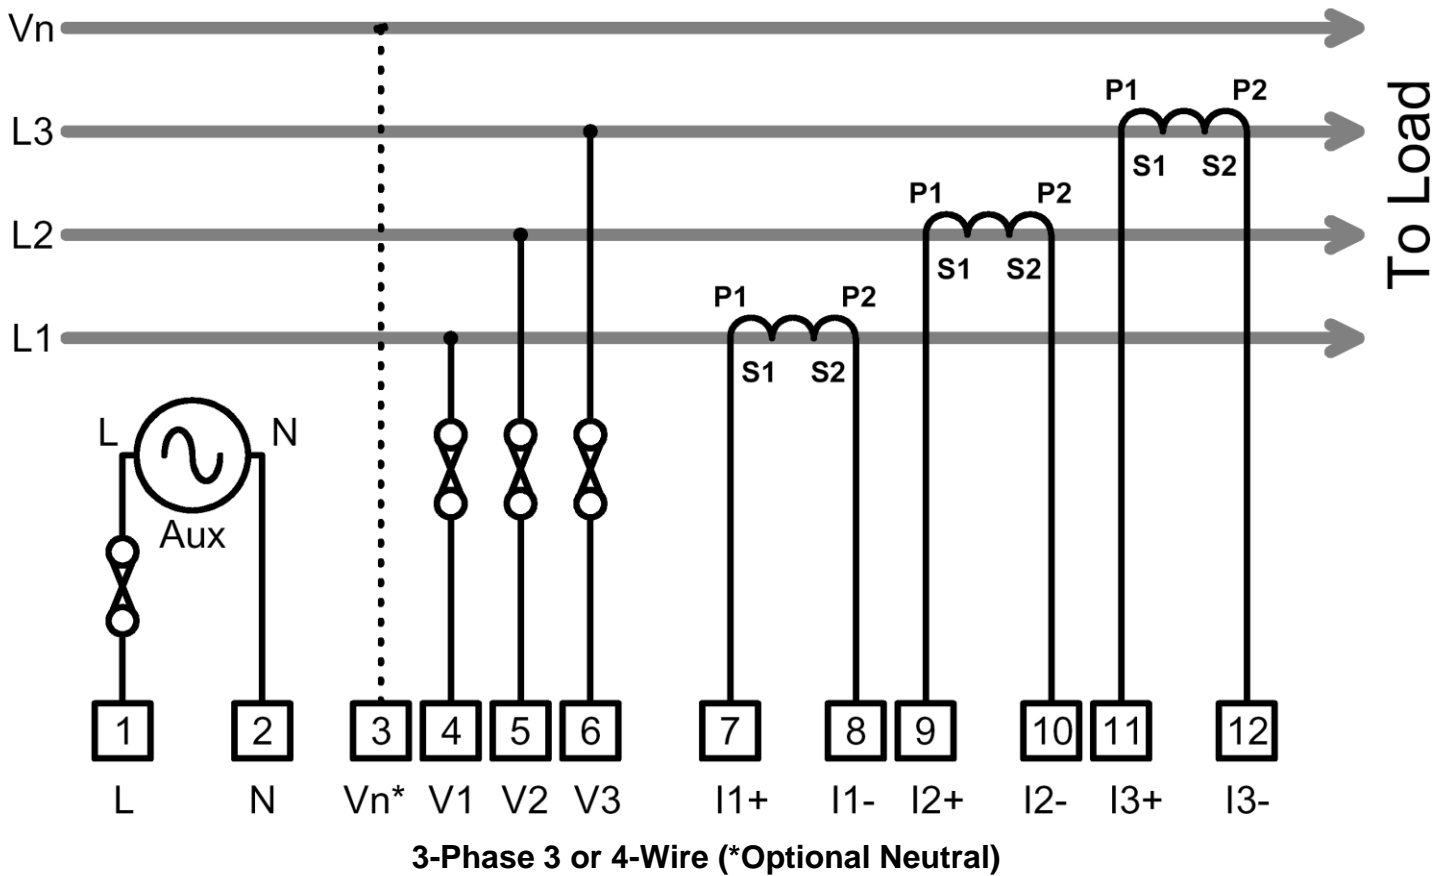 Vn
P1 P2
L3
S1 S2
To Load
P1 P2
L2
S1 S2
P1 P2
L1
S1 S2
L N
Aux
1 2 3 4 5 6 7 8 9 10 11 12
L N Vn* V1 V2 V3 I1+ I1- I2+ I2- I3+ I3-
3-Phase 3 or 4-Wire (*Optional Neutral)